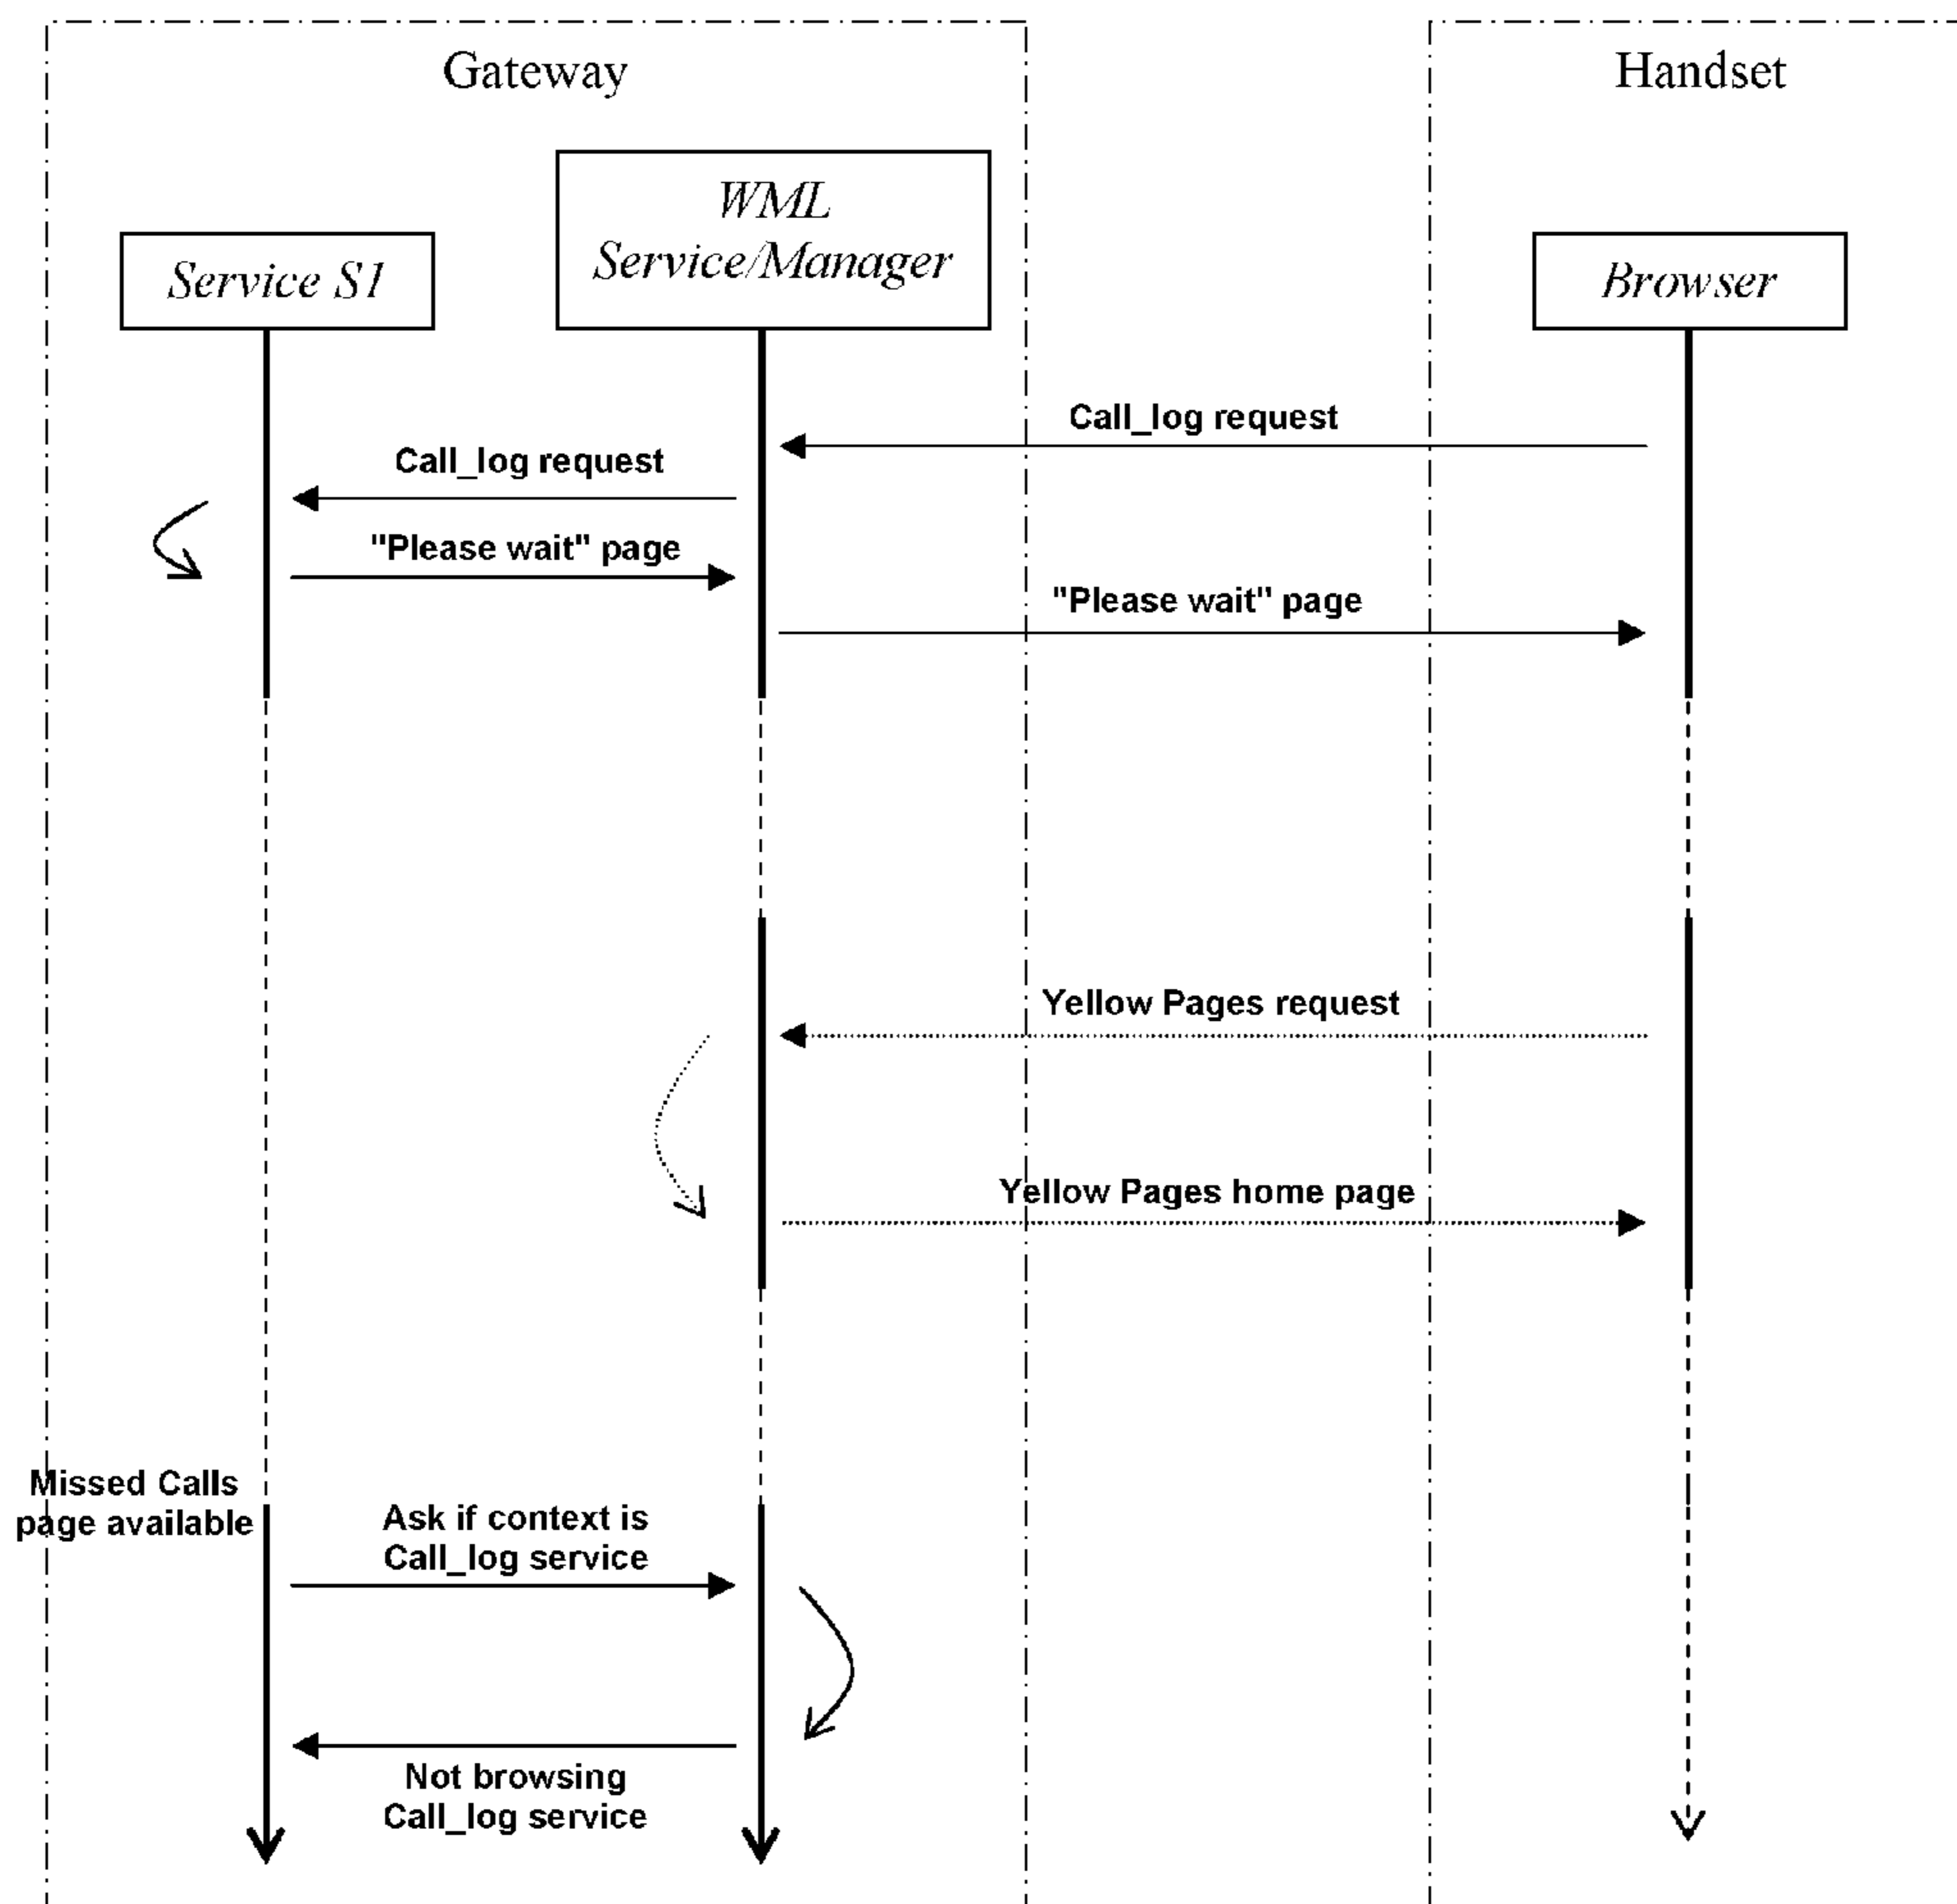 Gateway
Handset
WML
Service/Manager
Service S1
Browser
Call_log request
Call_log request
"Please wait" page
"Please wait" page
Yellow Pages request
Yellow Pages home page
Missed Calls
page available
Ask if context is
Call_log service
Not browsing
Call_log service